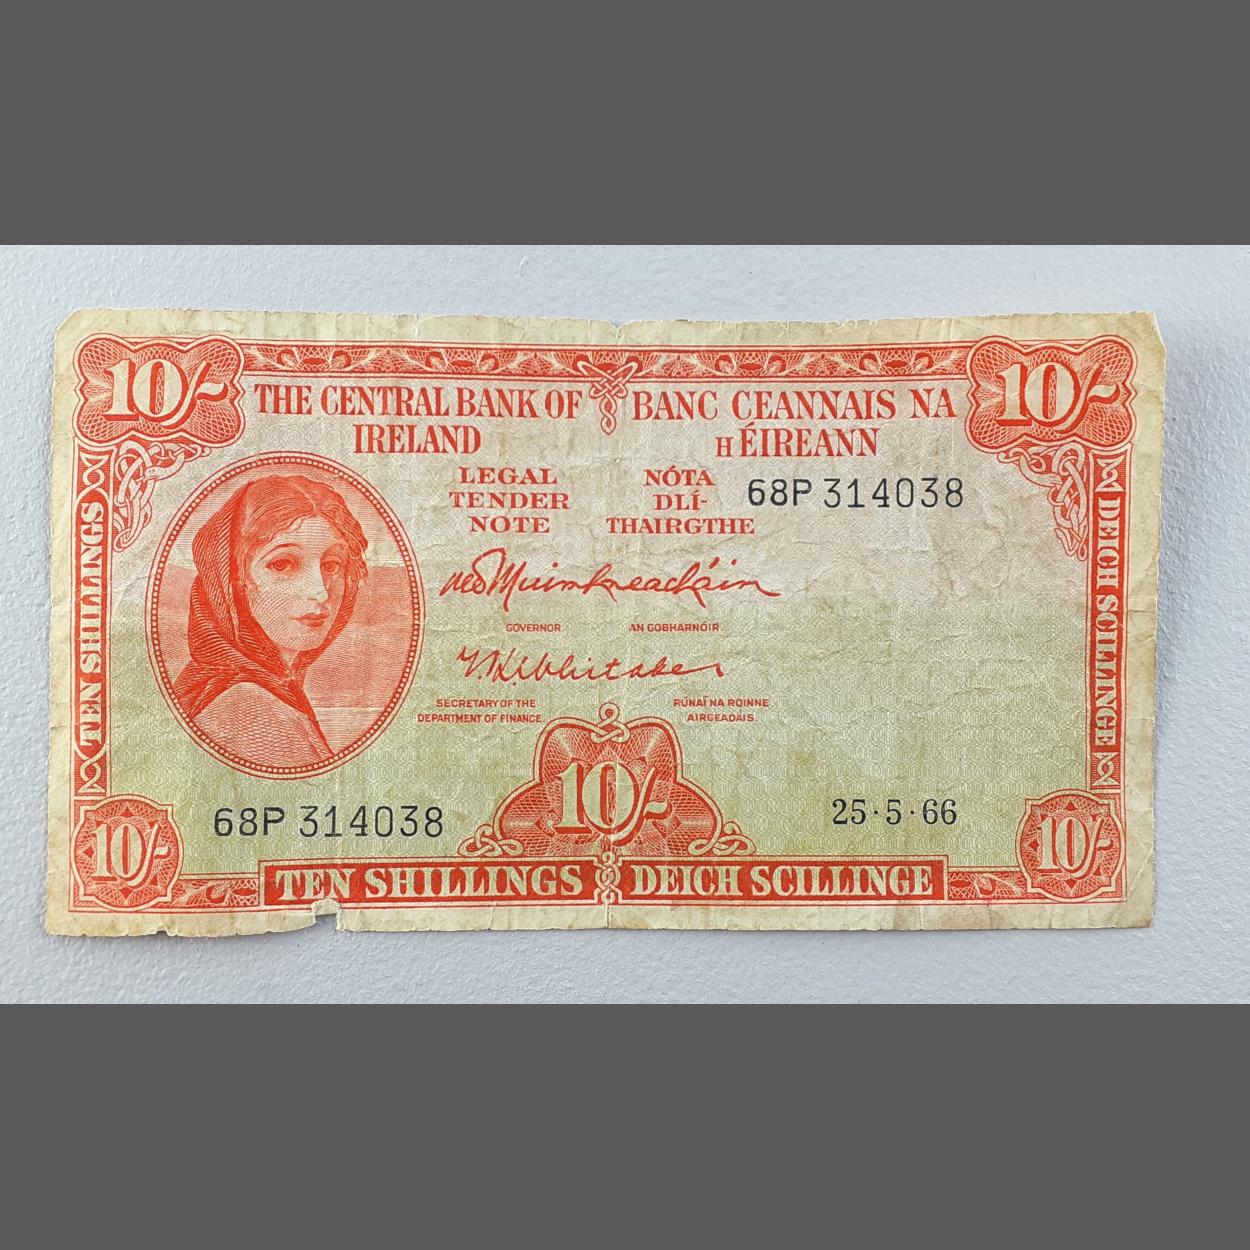 10/-
10/-
THE CENTRAL BANK OF
IRELAND
BANC CEANNAIS NA
H ÉIREANN
LEGAL
TENDER
NOTE
NÓTA
DLÍ-
THAIRGTHE
68P 314038
GOVERNOR
AN GOBHARNÓIR.
T.K. Whitaker
SECRETARY OF THE
DEPARTMENT OF FINANCE.
RÚNAÍ NA ROINNE
AIRGEADAIS.
TEN SHILLINGS
DEICH SCILLINGE
68P 314038
10/-
25·5·66
10/-
10/-
TEN SHILLINGS
DEICH SCILLINGE